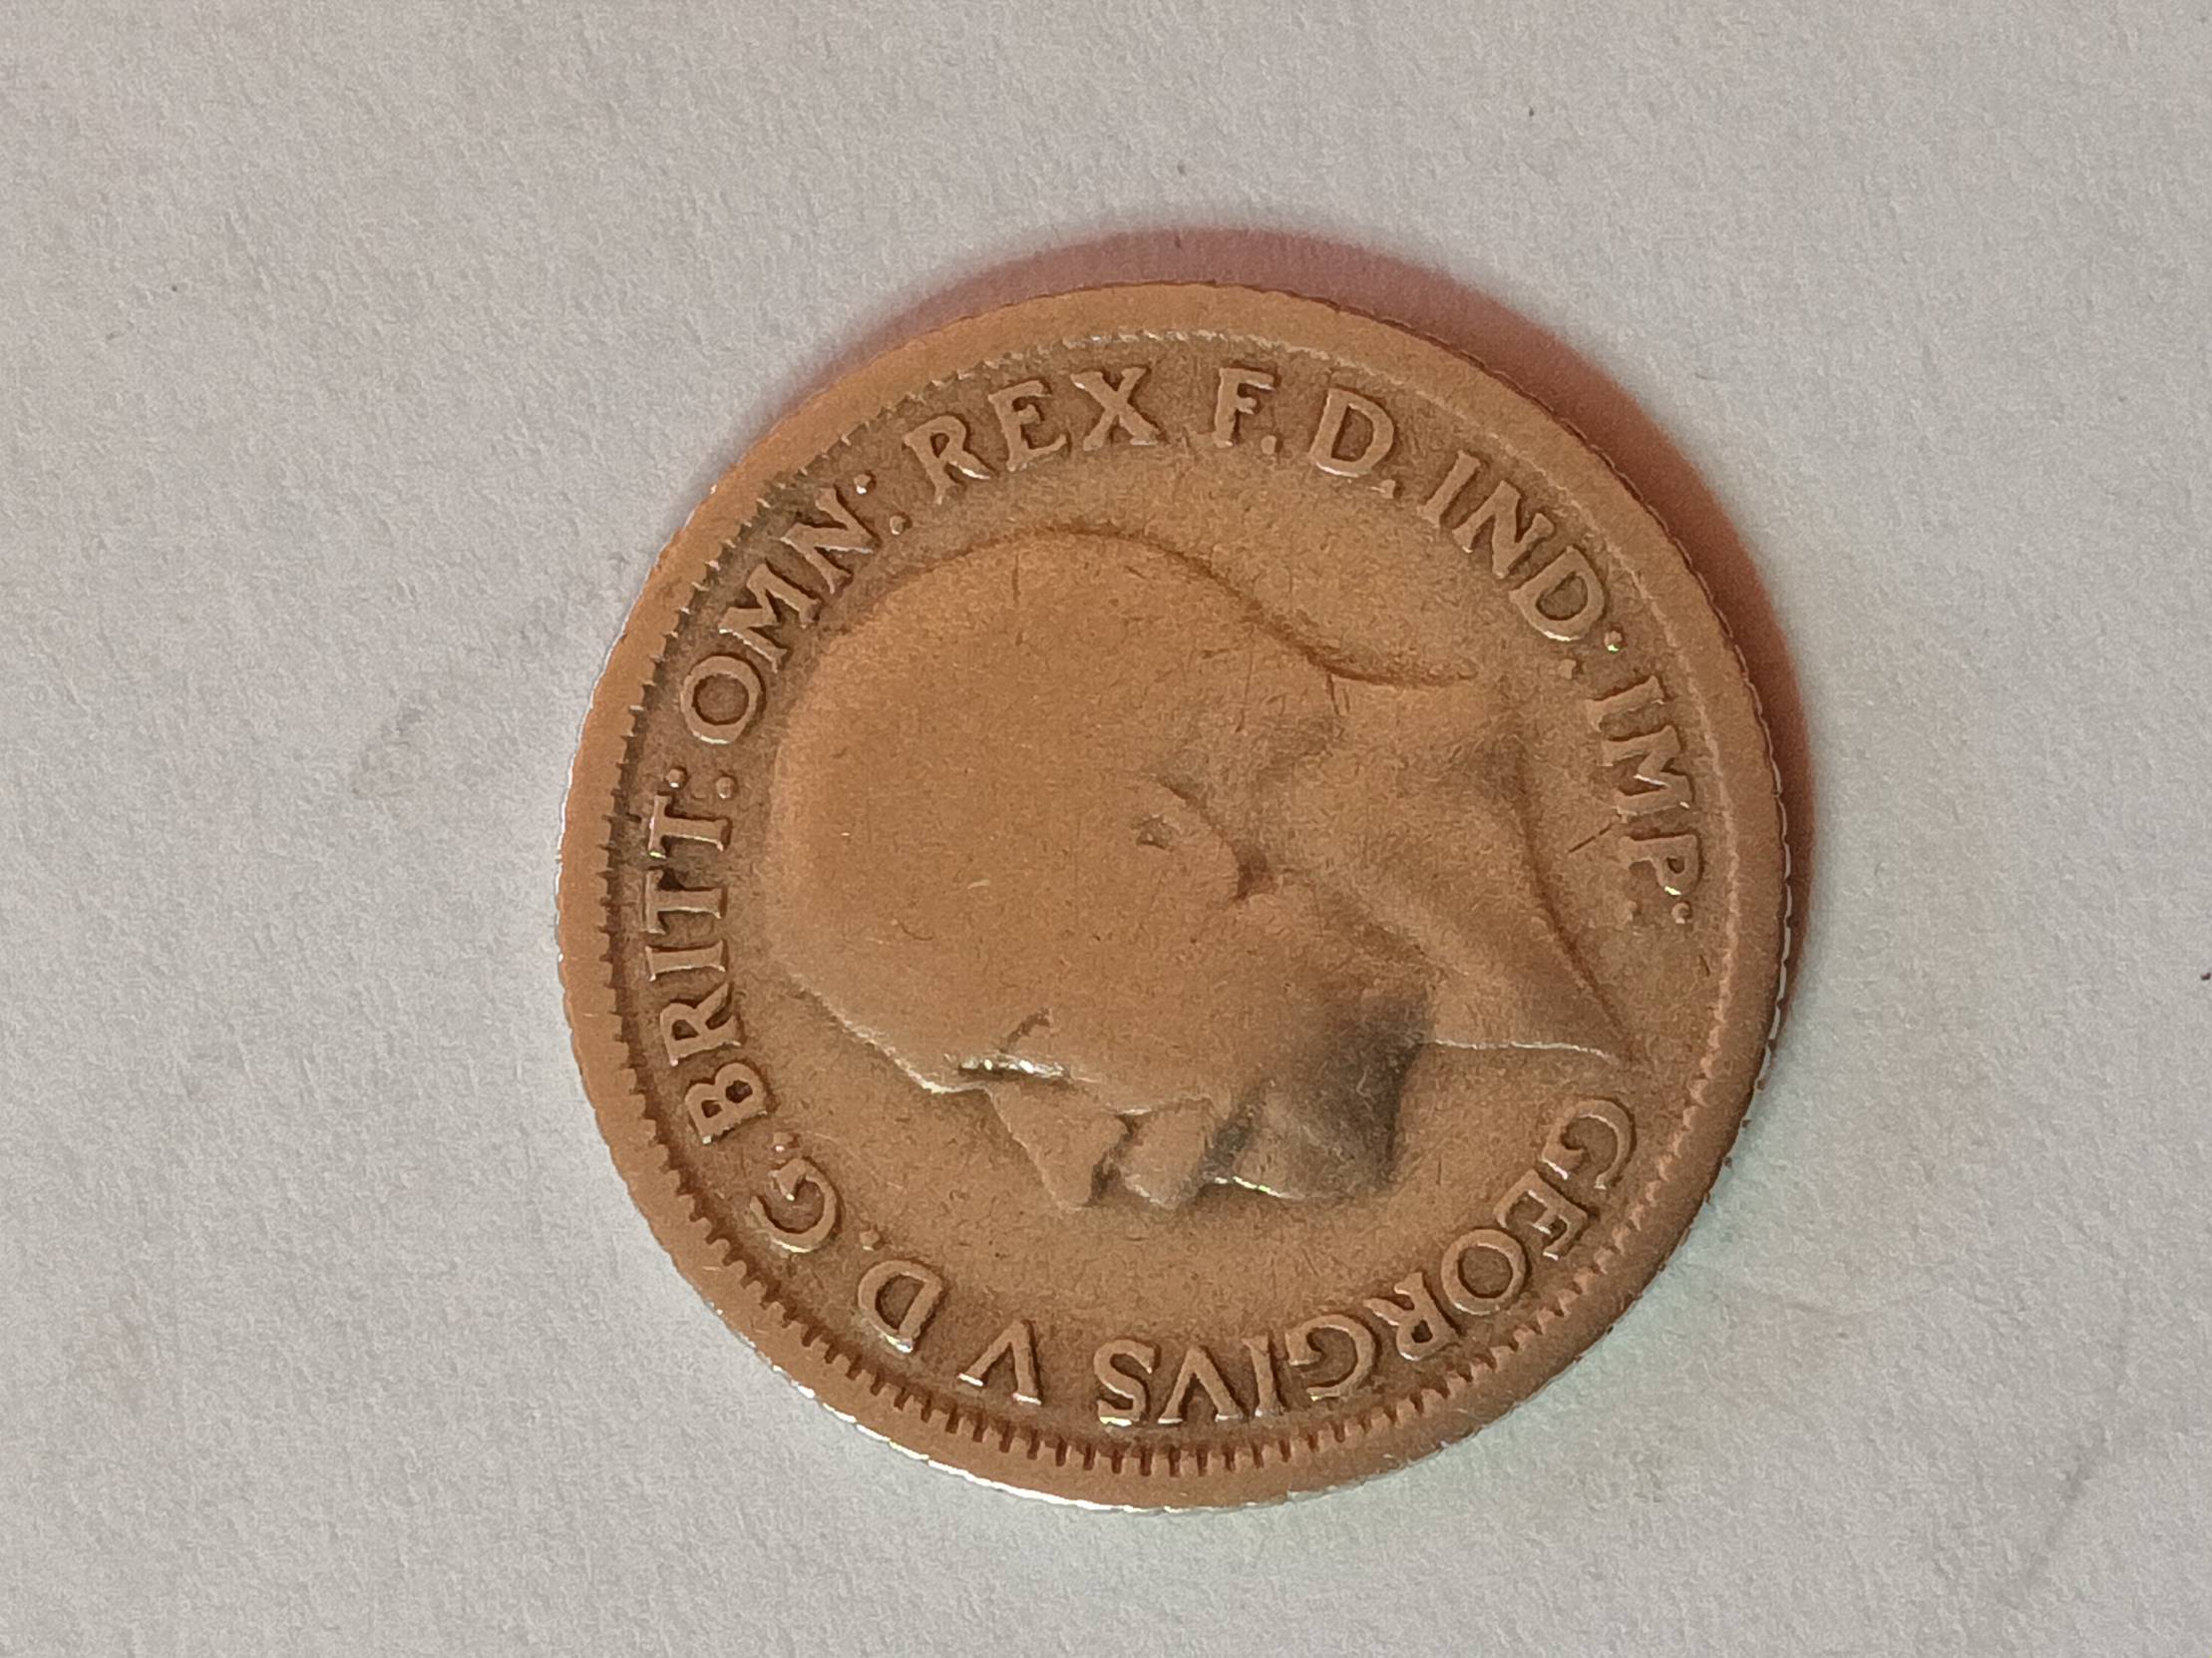 GEORGIVS V D.G.BRITT: OMN: REX F.D.IND: IMP: